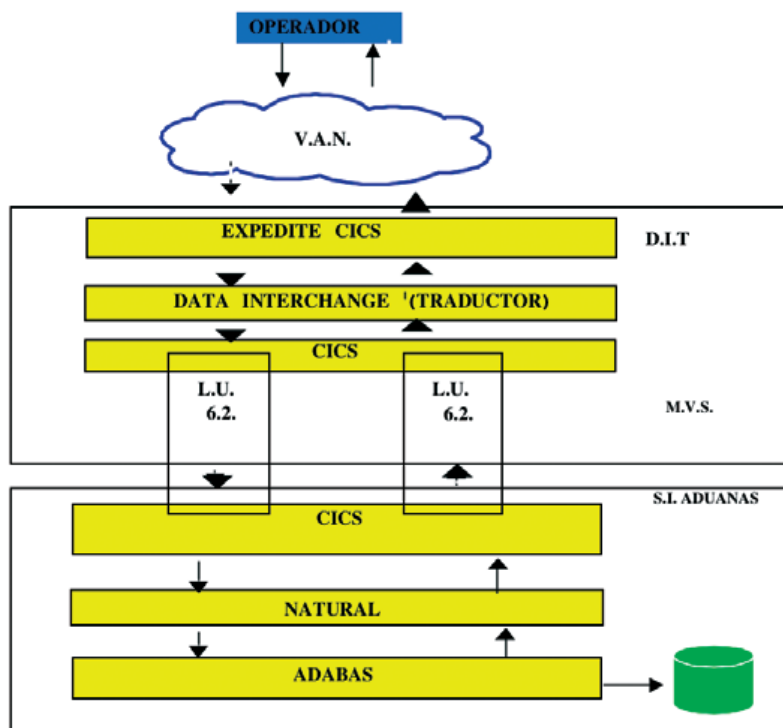 OPERADOR
V.A.N.
EXPEDITE CICS
D.I.T
DATA INTERCHANGE '(TRADUCTOR)
CICS
L.U.
6.2.
L.U.
6.2.
M.V.S.
S.I. ADUANAS
CICS
NATURAL
ADABAS